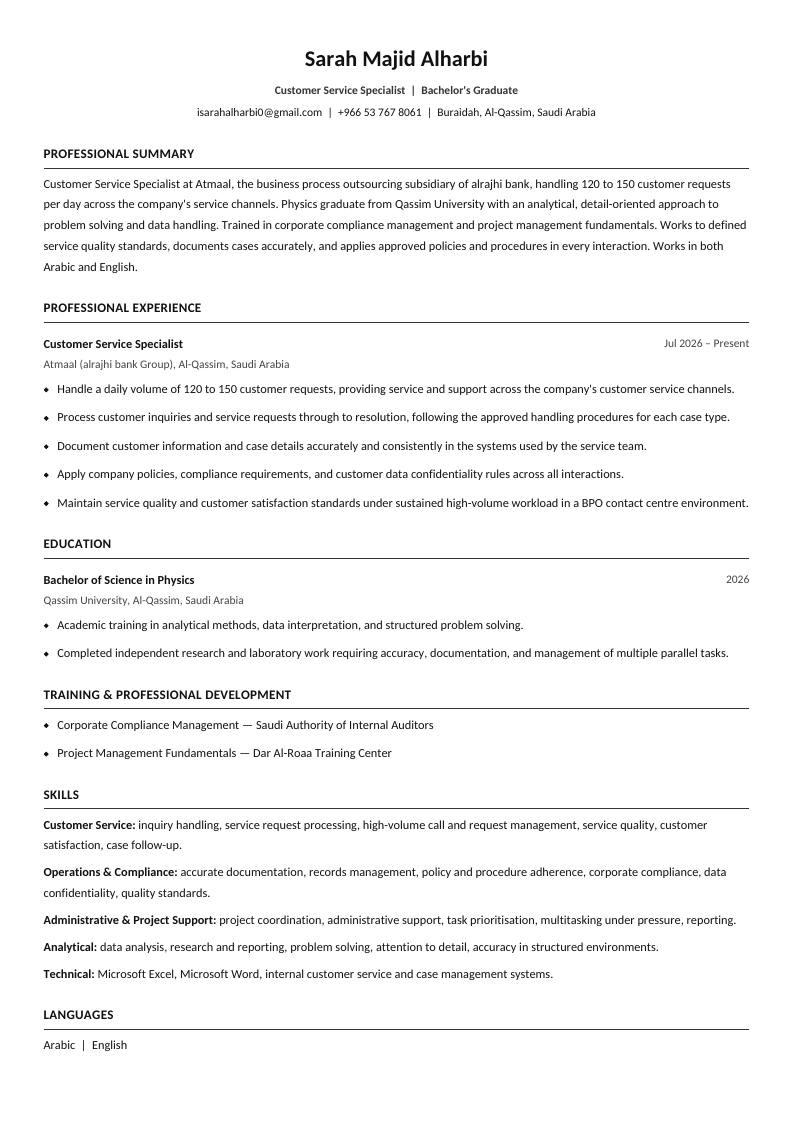 Sarah Majid Alharbi
Customer Service Specialist | Bachelor's Graduate
isarahalharbi0@gmail.com | +966 53 767 8061 | Buraidah, Al-Qassim, Saudi Arabia
PROFESSIONAL SUMMARY
Customer Service Specialist at Atmaal, the business process outsourcing subsidiary of alrajhi bank, handling 120 to 150 customer requests
per day across the company's service channels. Physics graduate from Qassim University with an analytical, detail-oriented approach to
problem solving and data handling. Trained in corporate compliance management and project management fundamentals. Works to defined
service quality standards, documents cases accurately, and applies approved policies and procedures in every interaction. Works in both
Arabic and English.
PROFESSIONAL EXPERIENCE
Customer Service Specialist Jul 2026 – Present
Atmaal (alrajhi bank Group), Al-Qassim, Saudi Arabia
◆ Handle a daily volume of 120 to 150 customer requests, providing service and support across the company's customer service channels.
◆ Process customer inquiries and service requests through to resolution, following the approved handling procedures for each case type.
◆ Document customer information and case details accurately and consistently in the systems used by the service team.
◆ Apply company policies, compliance requirements, and customer data confidentiality rules across all interactions.
◆ Maintain service quality and customer satisfaction standards under sustained high-volume workload in a BPO contact centre environment.
EDUCATION
Bachelor of Science in Physics 2026
Qassim University, Al-Qassim, Saudi Arabia
◆ Academic training in analytical methods, data interpretation, and structured problem solving.
◆ Completed independent research and laboratory work requiring accuracy, documentation, and management of multiple parallel tasks.
TRAINING & PROFESSIONAL DEVELOPMENT
◆ Corporate Compliance Management — Saudi Authority of Internal Auditors
◆ Project Management Fundamentals — Dar Al-Roaa Training Center
SKILLS
Customer Service: inquiry handling, service request processing, high-volume call and request management, service quality, customer
satisfaction, case follow-up.
Operations & Compliance: accurate documentation, records management, policy and procedure adherence, corporate compliance, data
confidentiality, quality standards.
Administrative & Project Support: project coordination, administrative support, task prioritisation, multitasking under pressure, reporting.
Analytical: data analysis, research and reporting, problem solving, attention to detail, accuracy in structured environments.
Technical: Microsoft Excel, Microsoft Word, internal customer service and case management systems.
LANGUAGES
Arabic | English